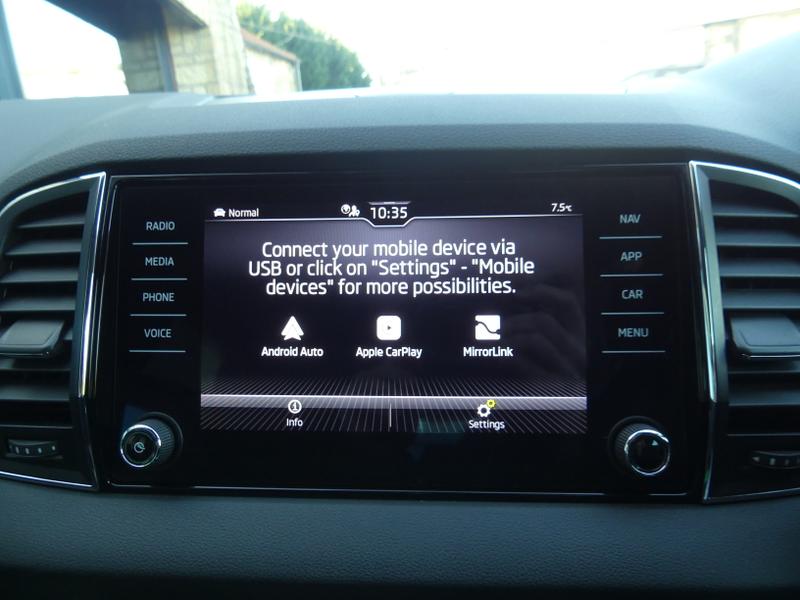 Normal
10:35
7.5°C
RADIO
MEDIA
PHONE
VOICE
Connect your mobile device via
USB or click on "Settings" - "Mobile
devices" for more possibilities.
Android Auto
Apple CarPlay
MirrorLink
Info
Settings
NAV
APP
CAR
MENU